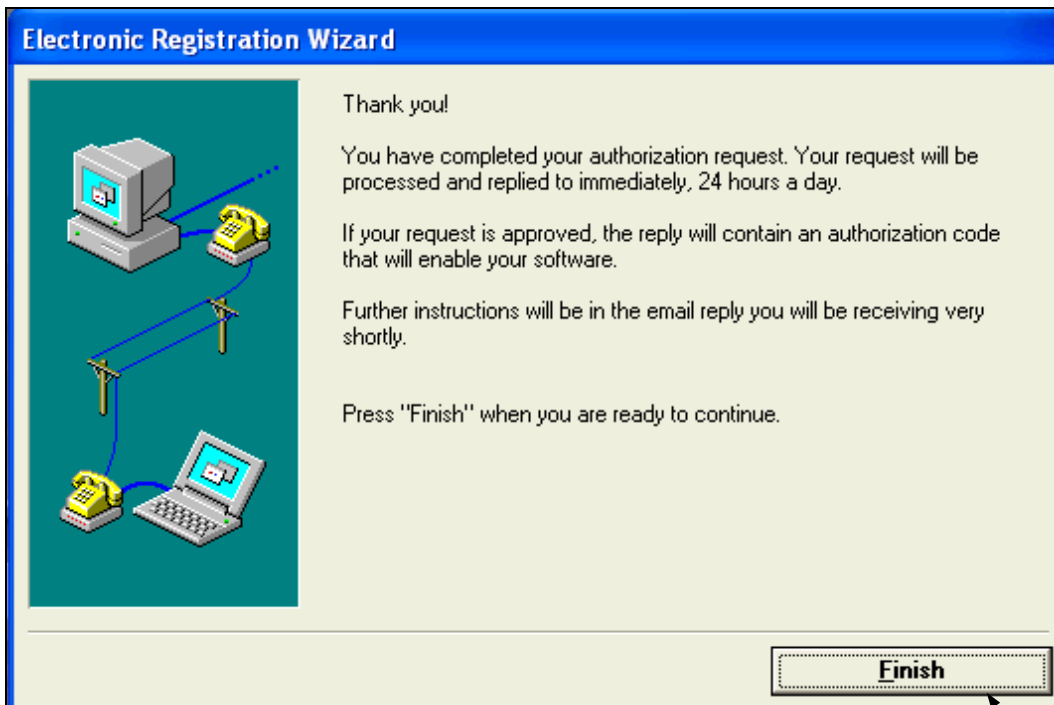 Electronic Registration Wizard
Thank you!
You have completed your authorization request. Your request will be
processed and replied to immediately, 24 hours a day.
If your request is approved, the reply will contain an authorization code
that will enable your software.
Further instructions will be in the email reply you will be receiving very
shortly.
Press "Finish" when you are ready to continue.
Finish